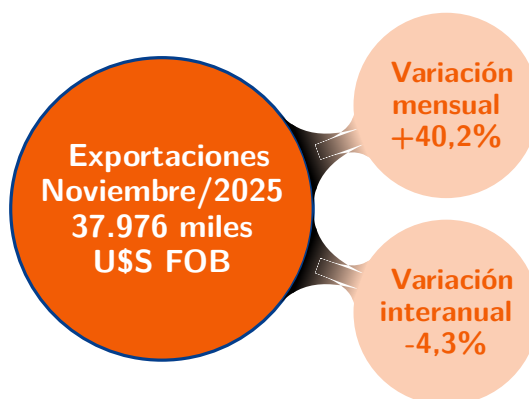 Exportaciones
Noviembre/2025
37.976 miles
U$S FOB
Variación
mensual
+40,2%
Variación
interanual
-4,3%